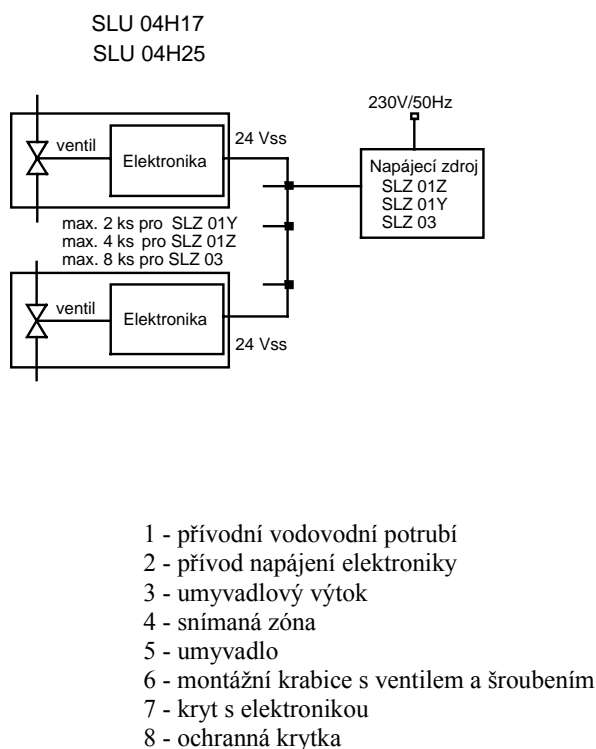 SLU 04H17
SLU 04H25
230V/50Hz
ventil
Elektronika
24 Vss
Napájecí zdroj
SLZ 01Z
SLZ 01Y
SLZ 03
max. 2 ks pro SLZ 01Y
max. 4 ks pro SLZ 01Z
max. 8 ks pro SLZ 03
ventil
Elektronika
24 Vss
1 - přívodní vodovodní potrubí
2 - přívod napájení elektroniky
3 - umyvadlový výtok
4 - snímaná zóna
5 - umyvadlo
6 - montážní krabice s ventilem a šroubením
7 - kryt s elektronikou
8 - ochranná krytka